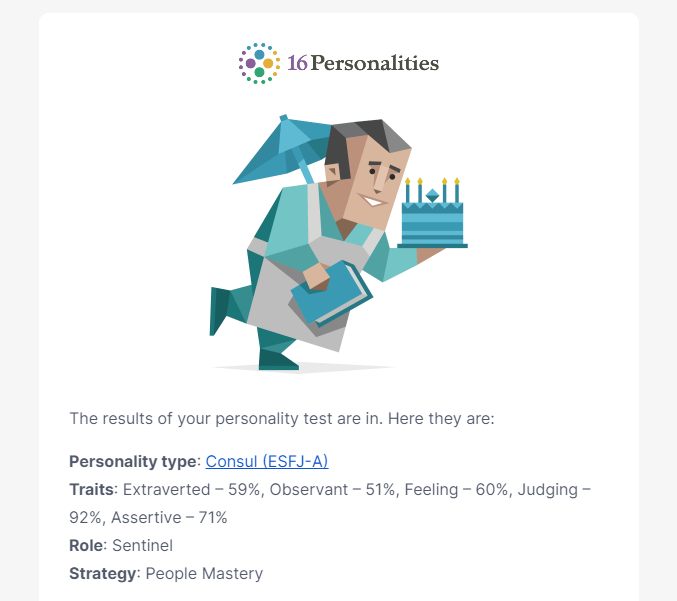 16Personalities
The results of your personality test are in. Here they are:
Personality type: Consul (ESFJ-A)
Traits: Extraverted – 59%, Observant – 51%, Feeling – 60%, Judging –
92%, Assertive – 71%
Role: Sentinel
Strategy: People Mastery